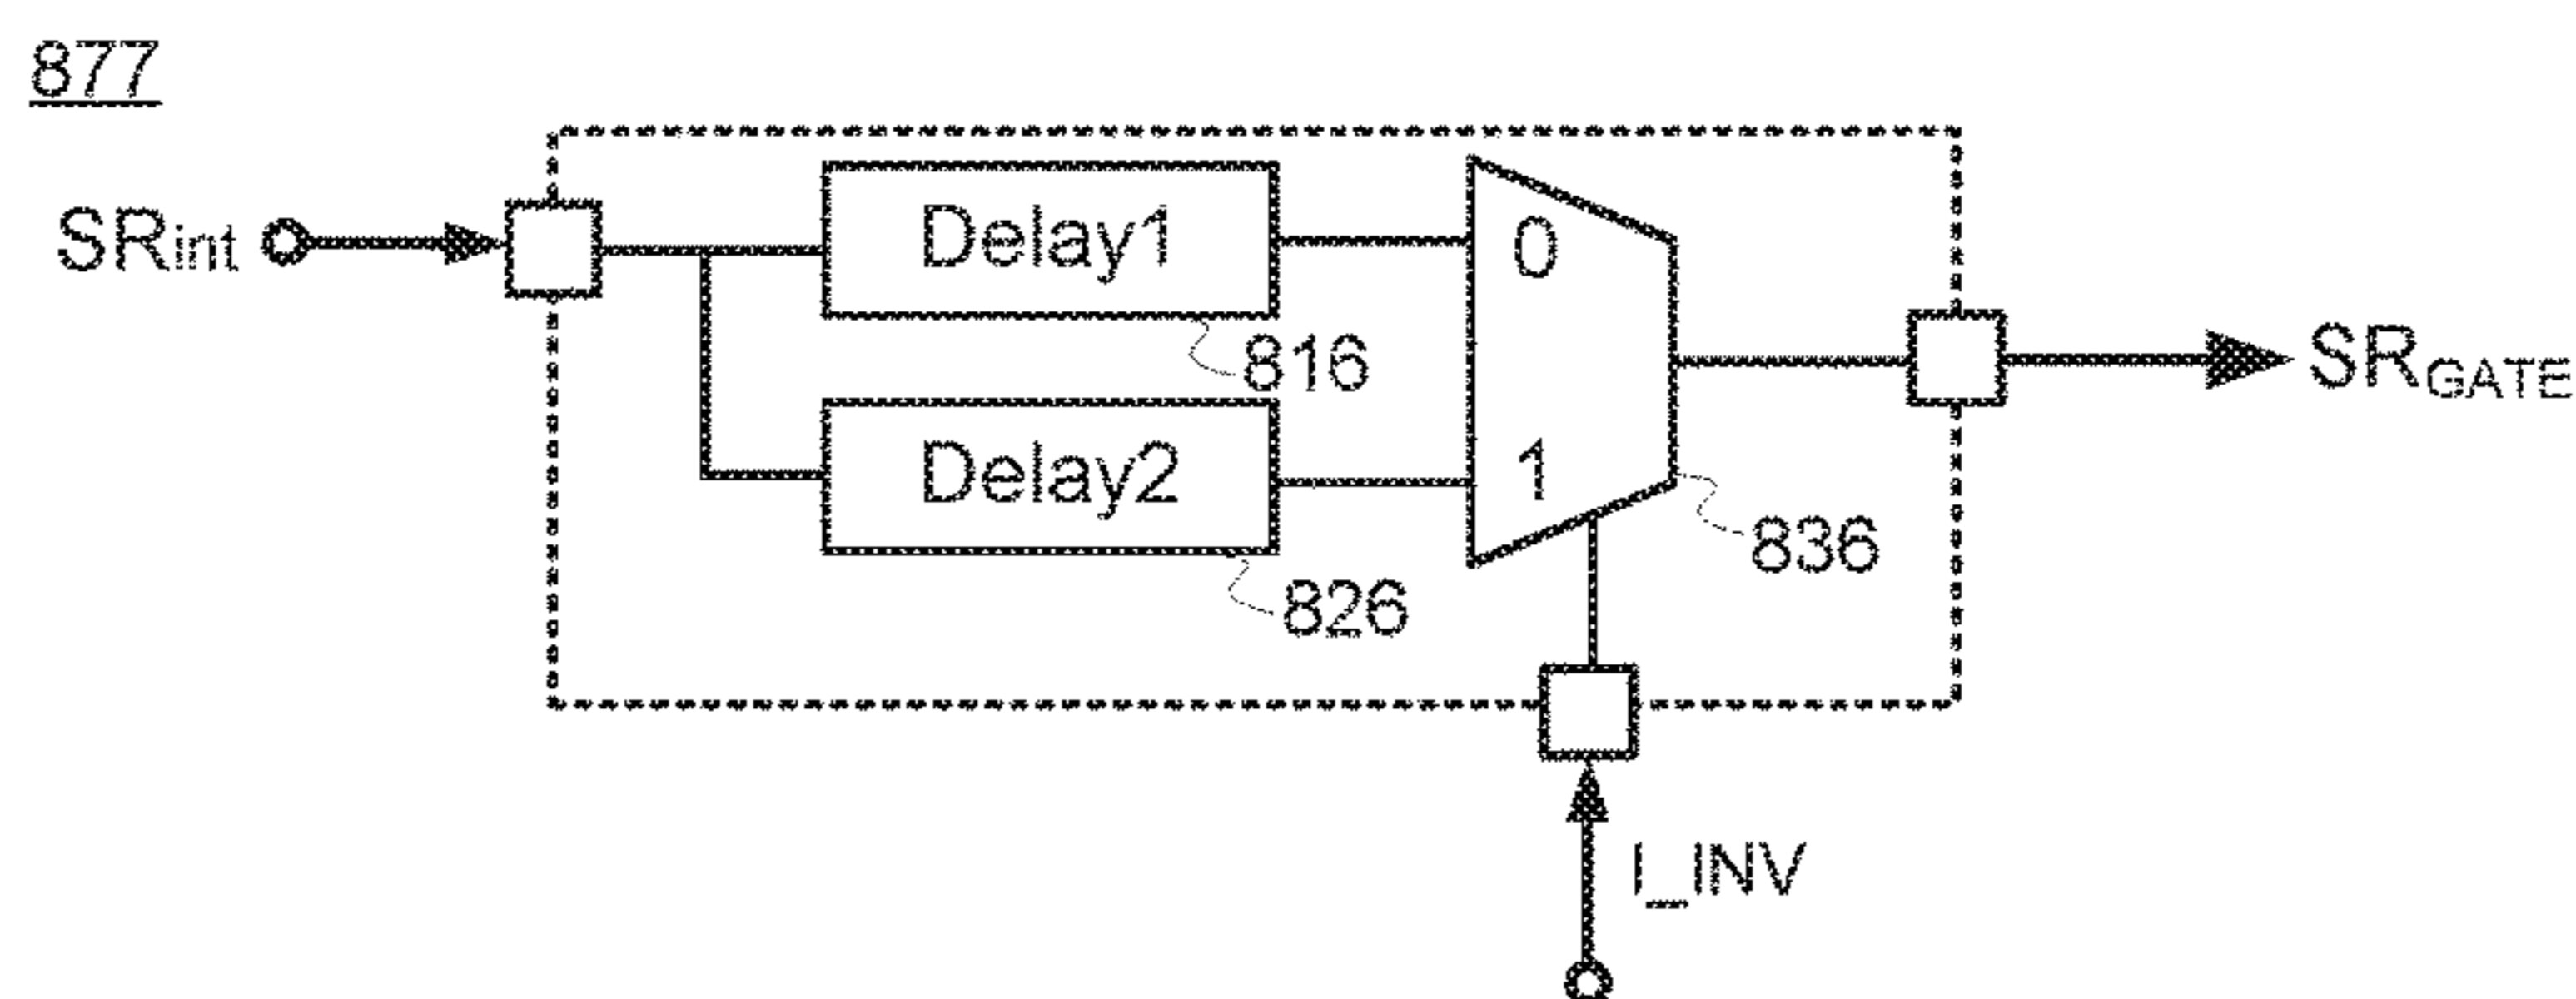 877
SRint
Delay1
0
816
SRGATE
Delay2
1
836
826
I_INV